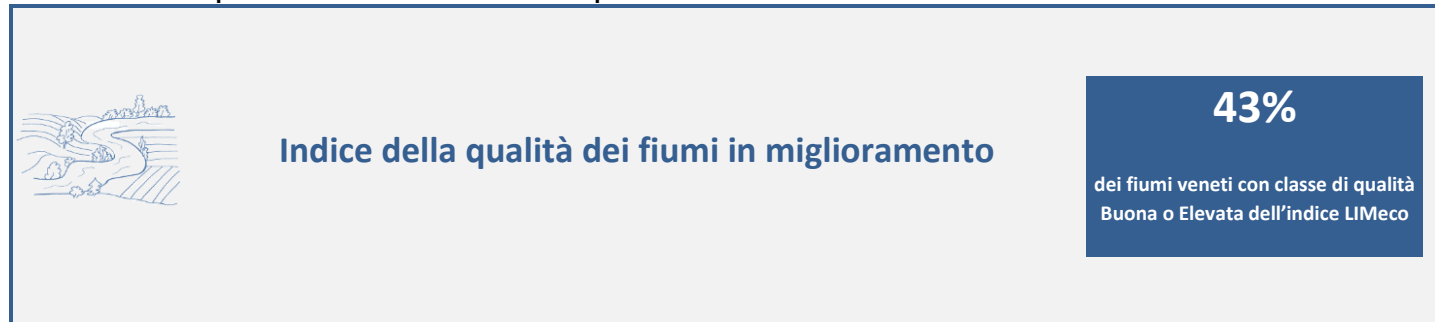 Indice della qualità dei fiumi in miglioramento
43%
dei fiumi veneti con classe di qualità
Buona o Elevata dell'indice LIMeco